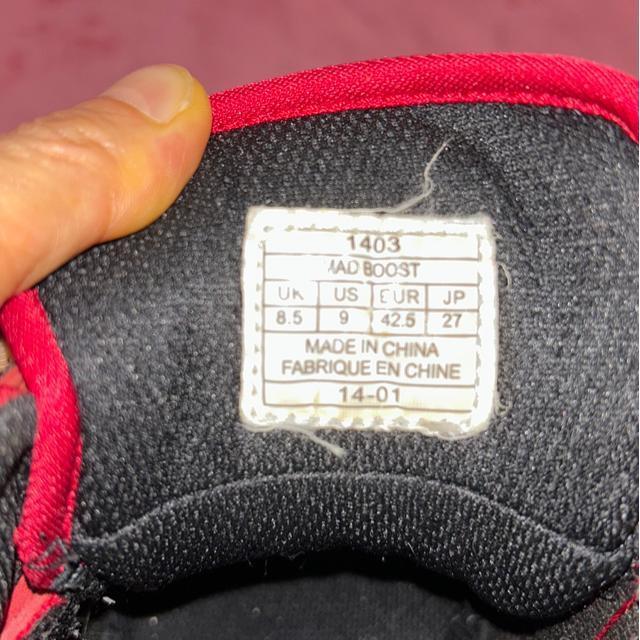 1403
MAD BOOST
UK US EUR JP
8.5 9 42.5 27
MADE IN CHINA
FABRIQUE EN CHINE
14-01